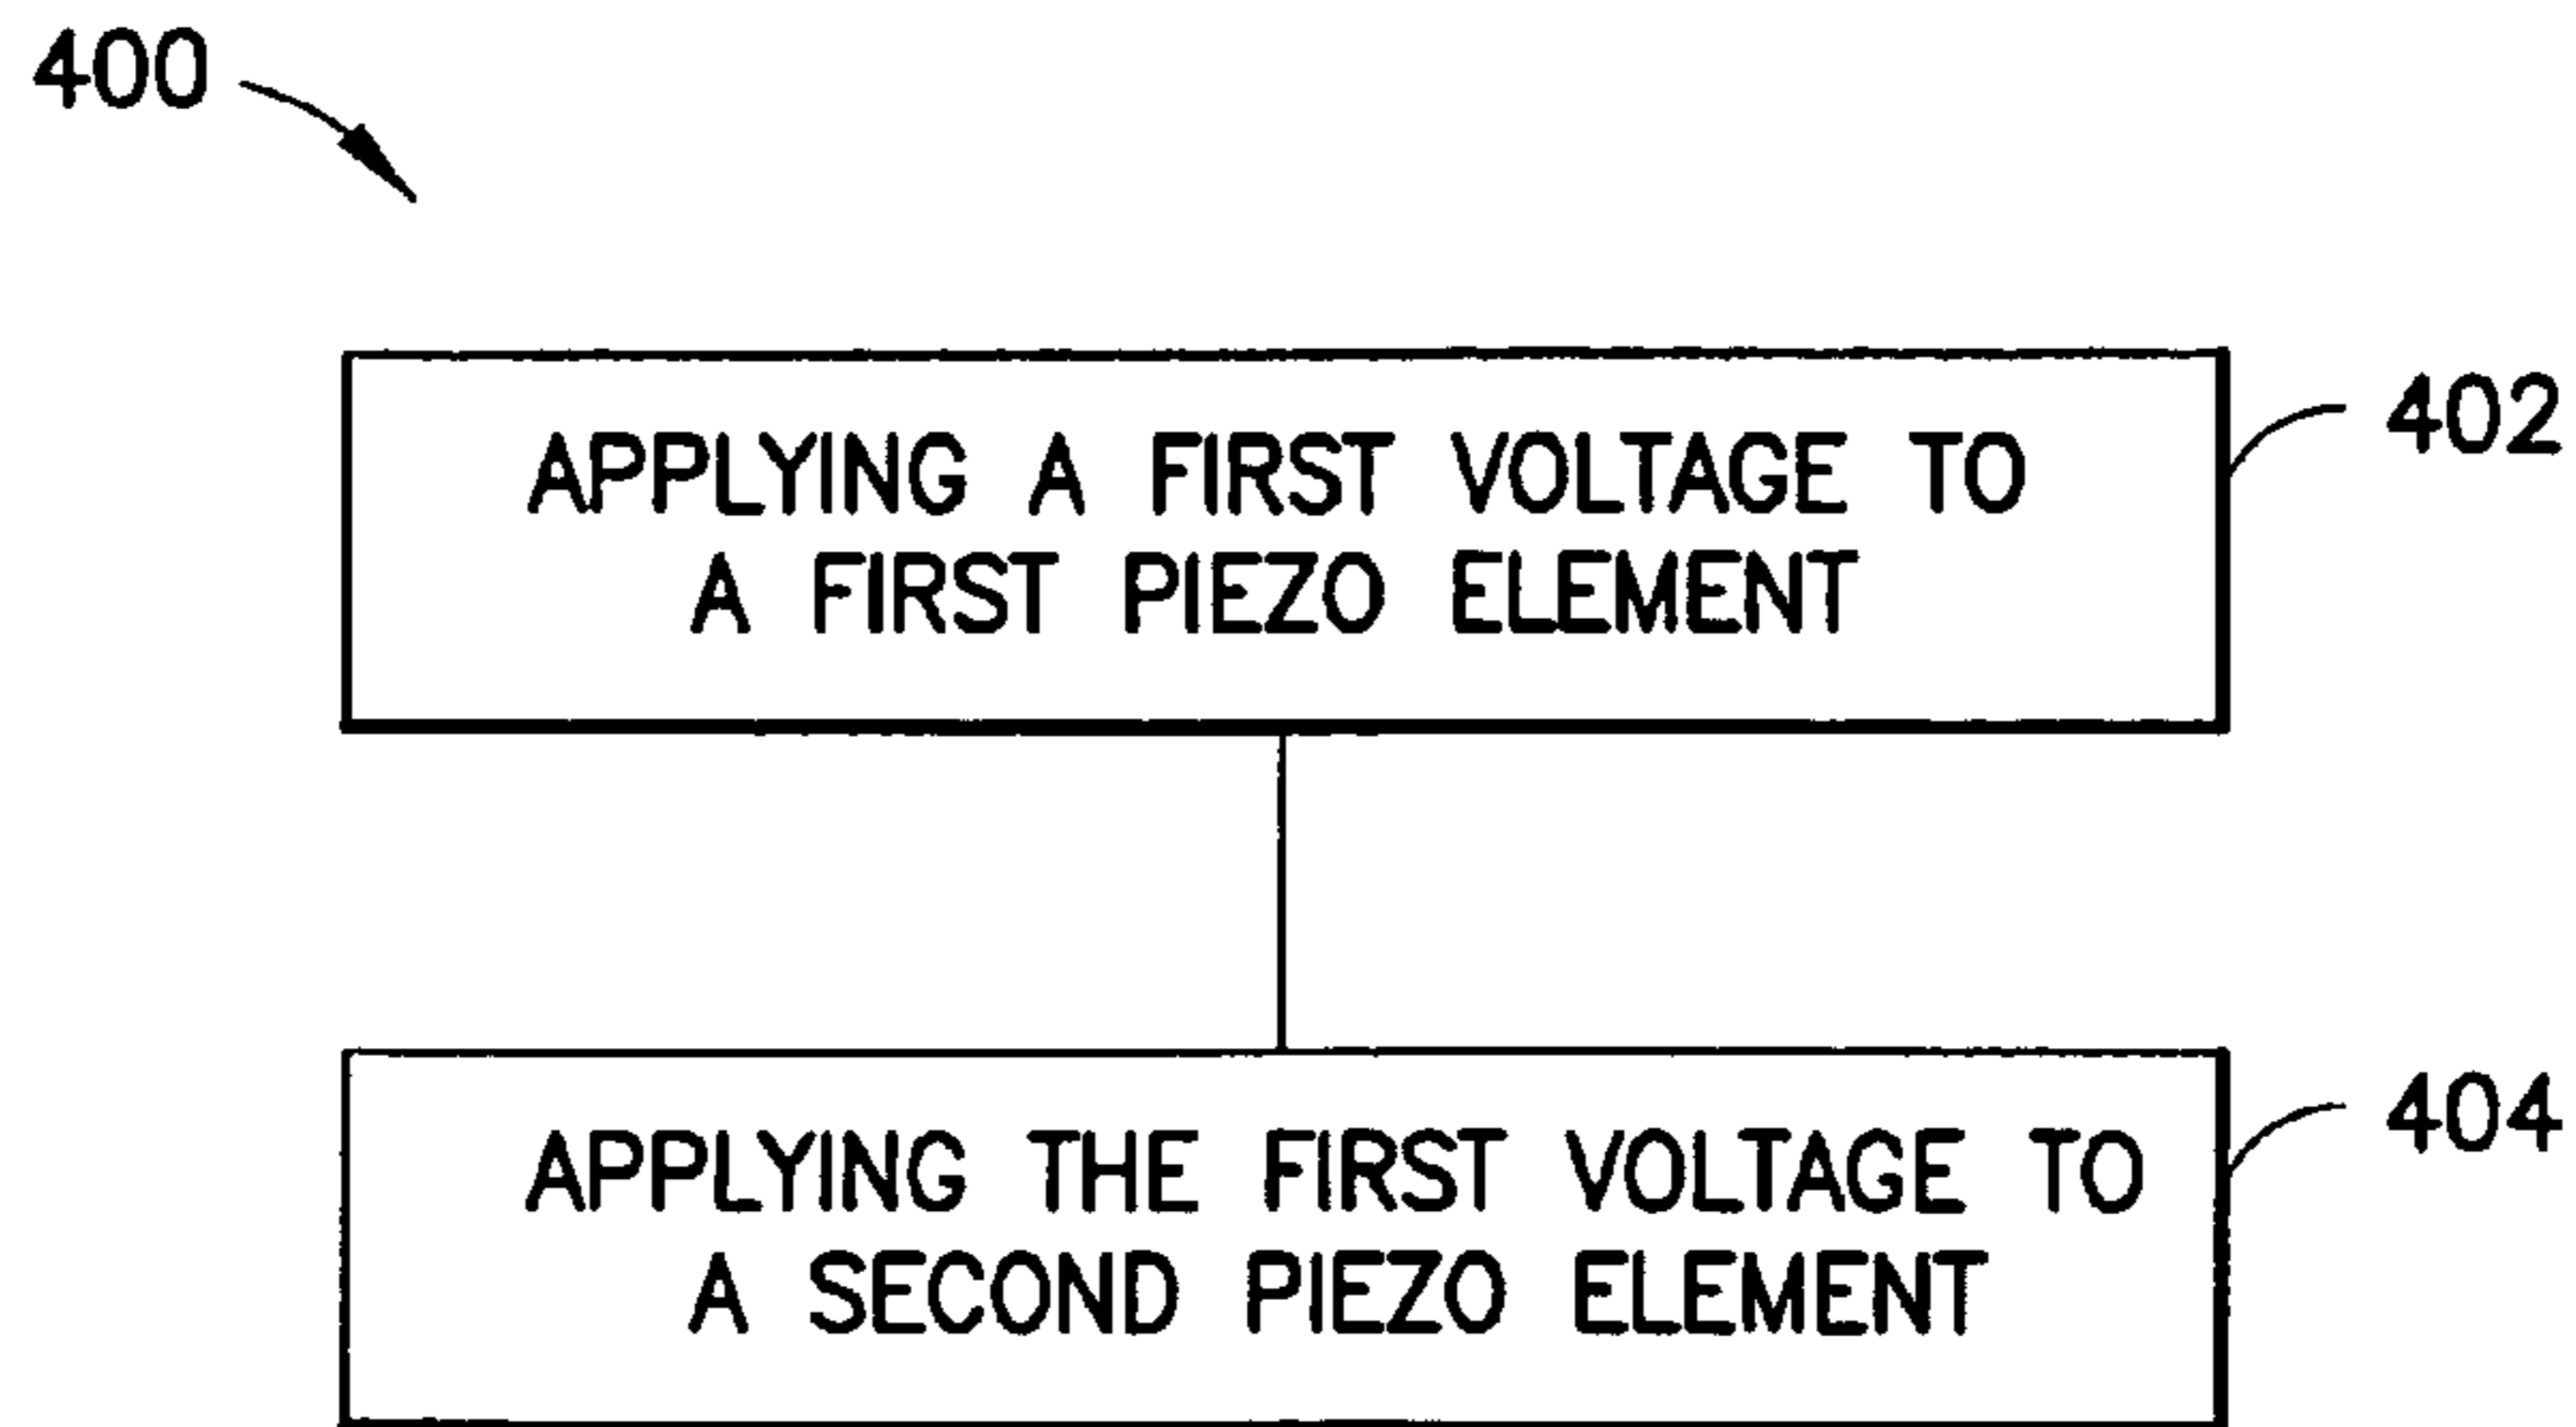 400
APPLYING A FIRST VOLTAGE TO
A FIRST PIEZO ELEMENT
402
APPLYING THE FIRST VOLTAGE TO
A SECOND PIEZO ELEMENT
404